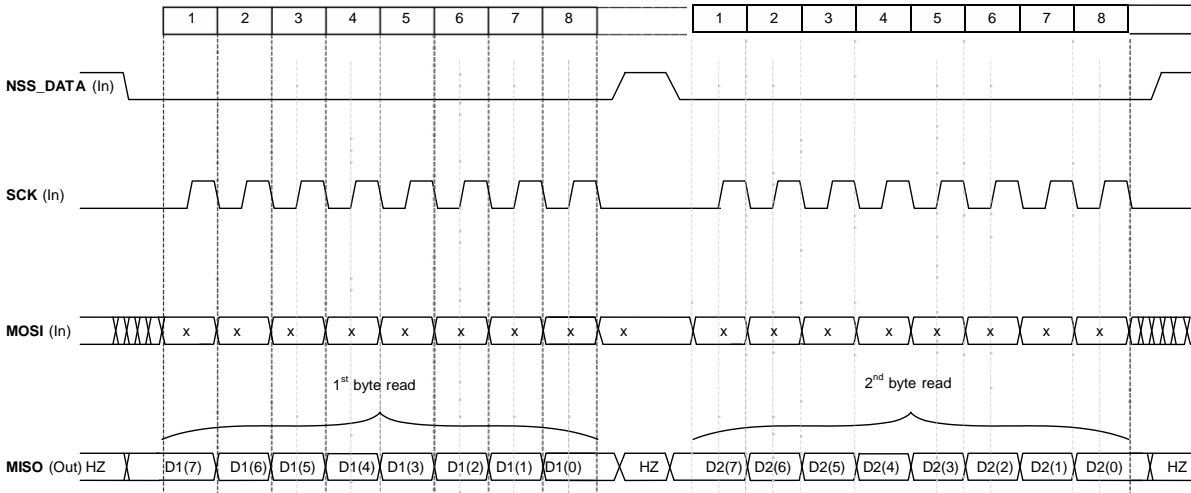 1 2 3 4 5 6 7 8 1 2 3 4 5 6 7 8
NSS_DATA (In)
SCK (In)
MOSI (In) x x x x x x x x x x x x x x x x x
1st byte read 2nd byte read
MISO (Out) HZ D1(7) D1(6) D1(5) D1(4) D1(3) D1(2) D1(1) D1(0) HZ D2(7) D2(6) D2(5) D2(4) D2(3) D2(2) D2(1) D2(0) HZ